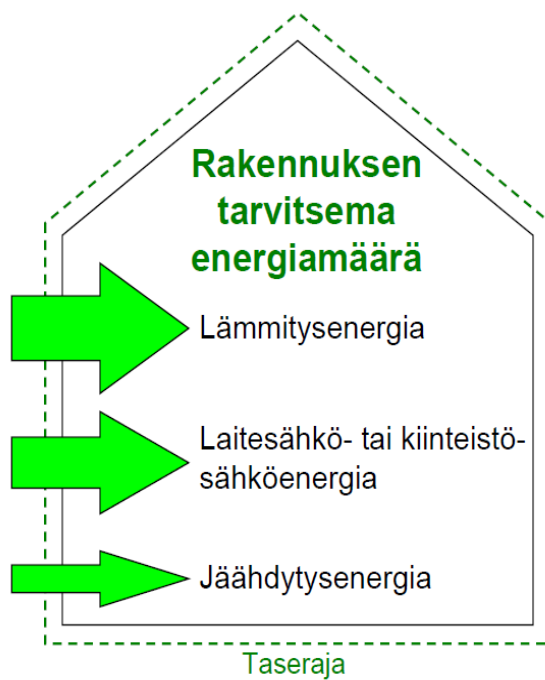 Rakennuksen
tarvitsema
energiamäärä
Lämmitysenergia
Laitesähkö- tai kiinteistö-
sähköenergia
Jäähdytysenergia
Taseraja